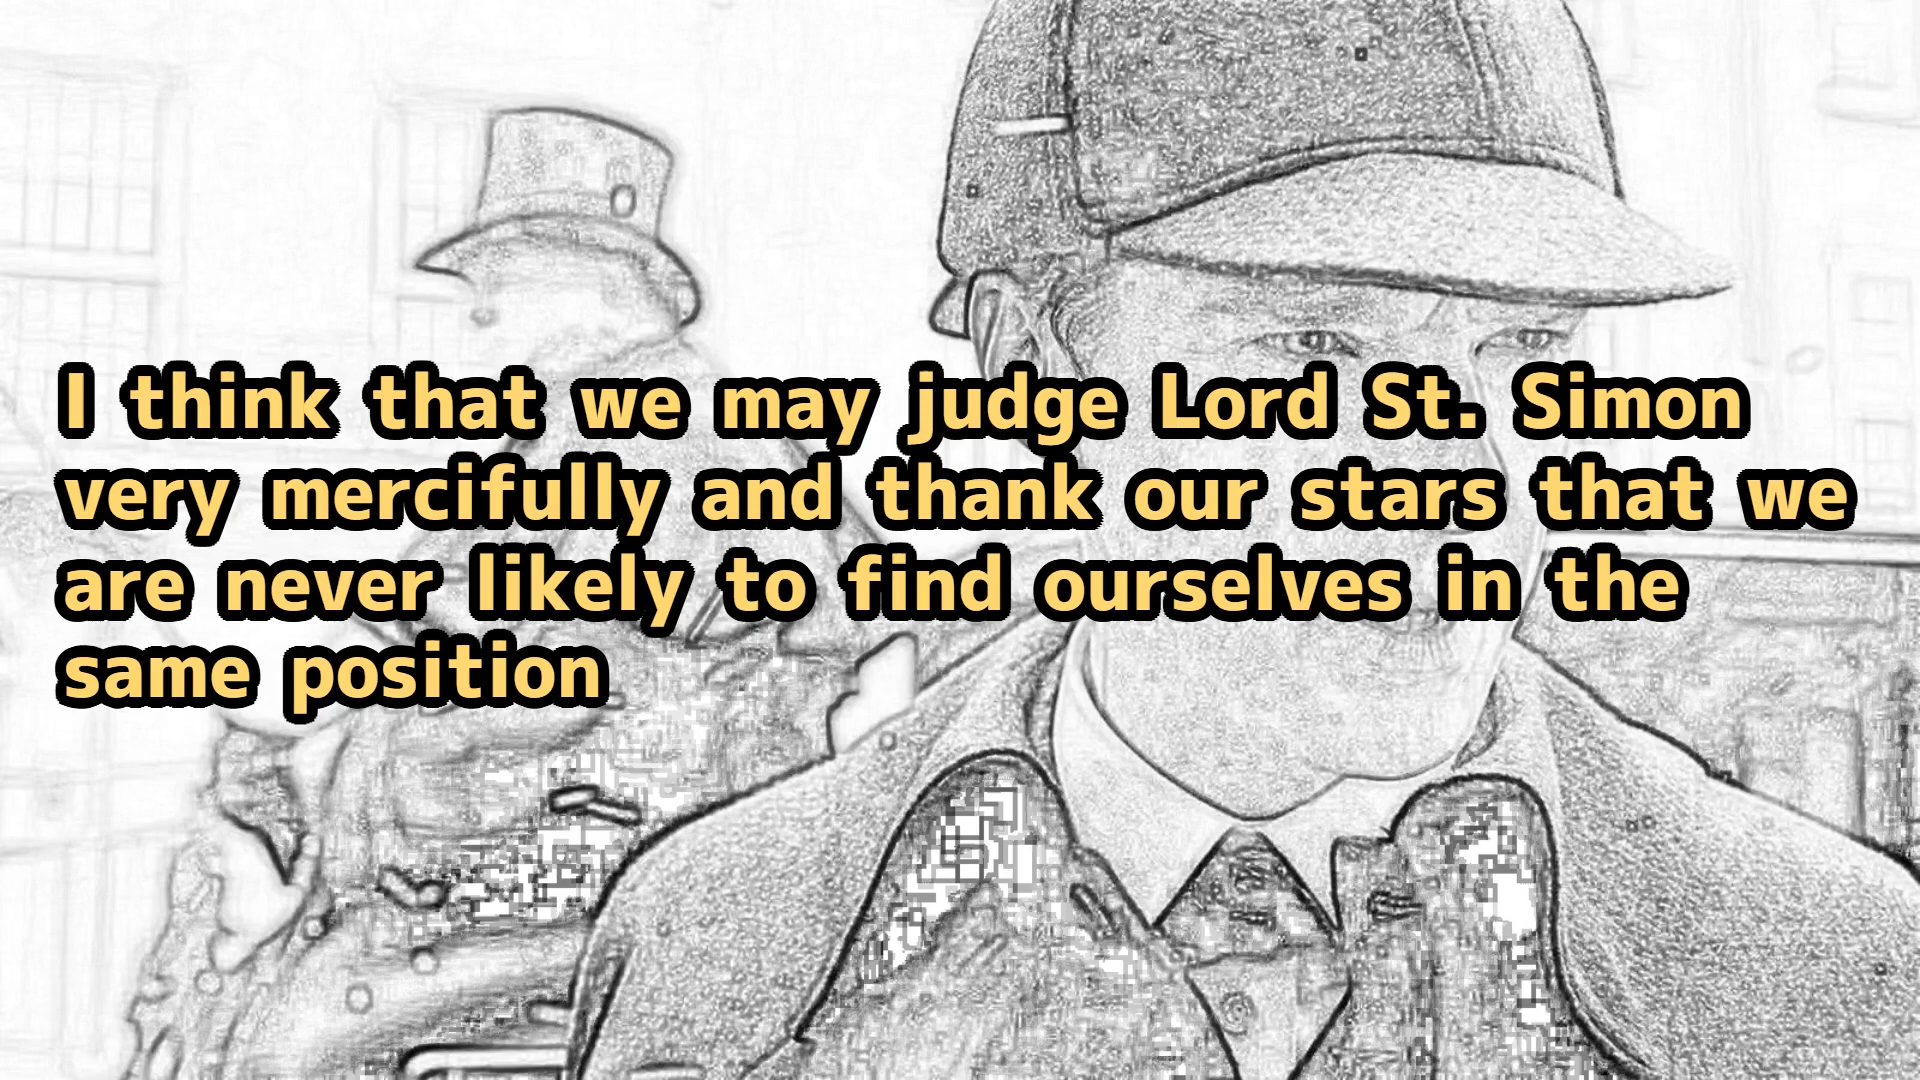 I think that we may judge Lord St. Simon
very mercifully and thank our stars that we
are never likely to find ourselves in the
same position